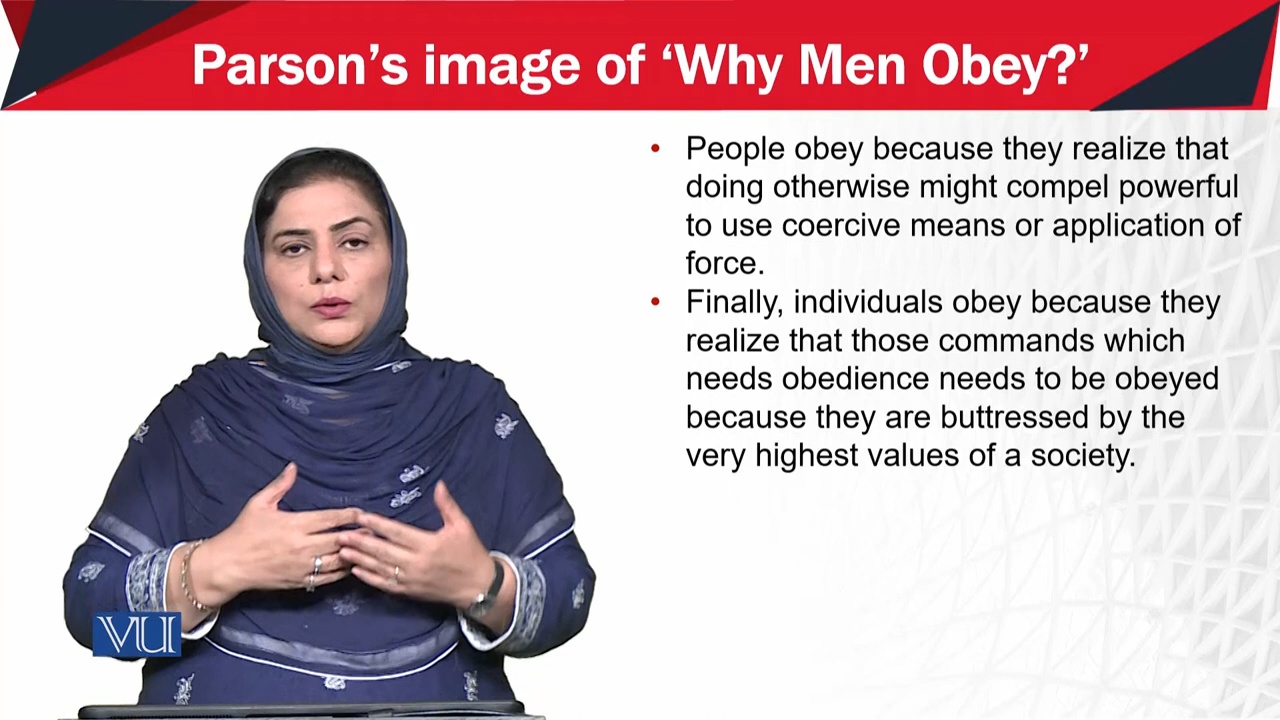 Parson's image of 'Why Men Obey?'
• People obey because they realize that
doing otherwise might compel powerful
to use coercive means or application of
force.
• Finally, individuals obey because they
realize that those commands which
needs obedience needs to be obeyed
because they are buttressed by the
very highest values of a society.
VU